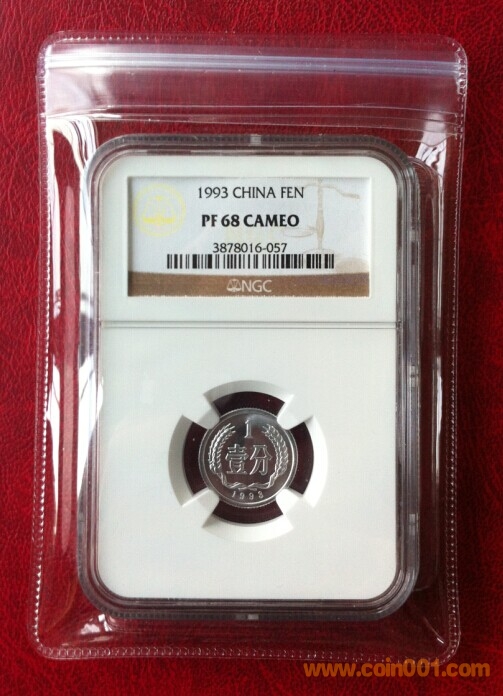 1993 CHINA FEN
PF 68 CAMEO
3878016-057
NGC
1
壹分
1993
www.coin001.com